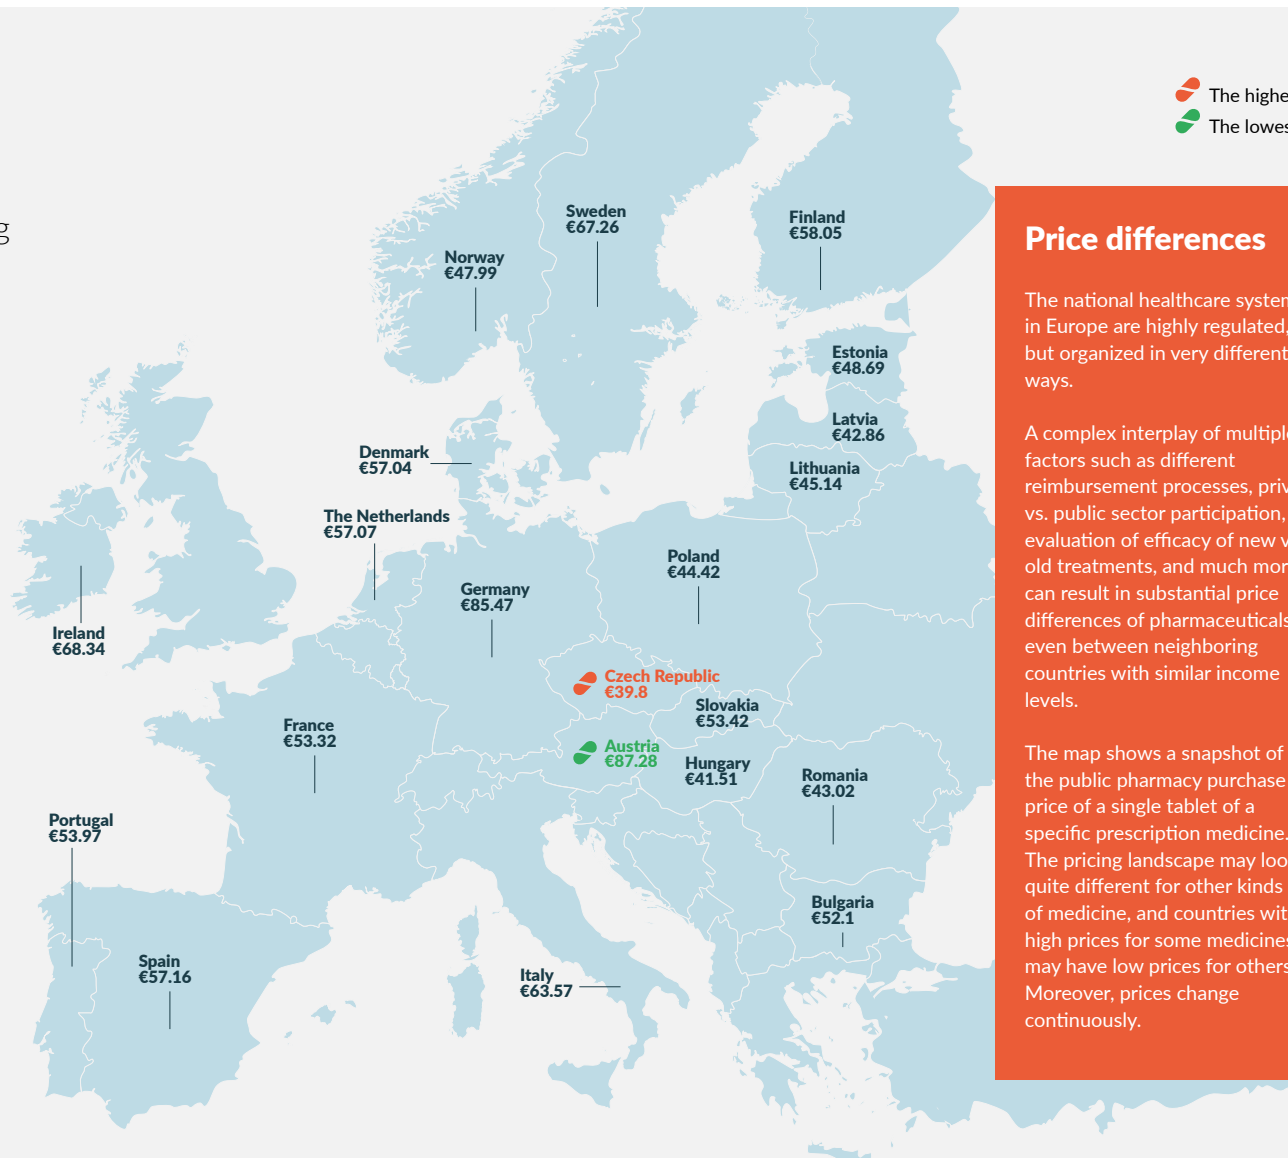 The
The
g
Sweden
€67.26
Finland
€58.05
Norway
€47.99
Estonia
€48.69
Latvia
€42.86
Denmark
€57.04
Lithuania
€45.14
The Netherlands
€57.07
Poland
€44.42
Germany
€85.47
Ireland
€68.34
Czech Republic
€39.8
Slovakia
€53.42
France
€53.32
Austria
€87.28
Hungary
€41.51
Romania
€43.02
Portugal
€53.97
Bulgaria
€52.1
Spain
€57.16
Italy
€63.57
Price differences
The national healthcare system
in Europe are highly regulated,
but organized in very different
ways.
A complex interplay of multiple
factors such as different
reimbursement processes,
vs. public sector participation,
evaluation of efficacy of new
old treatments, and much
can result in substantial price
differences of pharmaceuticals
even between neighboring
countries with similar income
levels.
The map shows a snapshot of
the public pharmacy purchase
price of a single tablet of a
specific prescription medicine.
The pricing landscape may
quite different for other kinds
of medicine, and countries
high prices for some medicines
may have low prices for others.
Moreover, prices change
continuously.